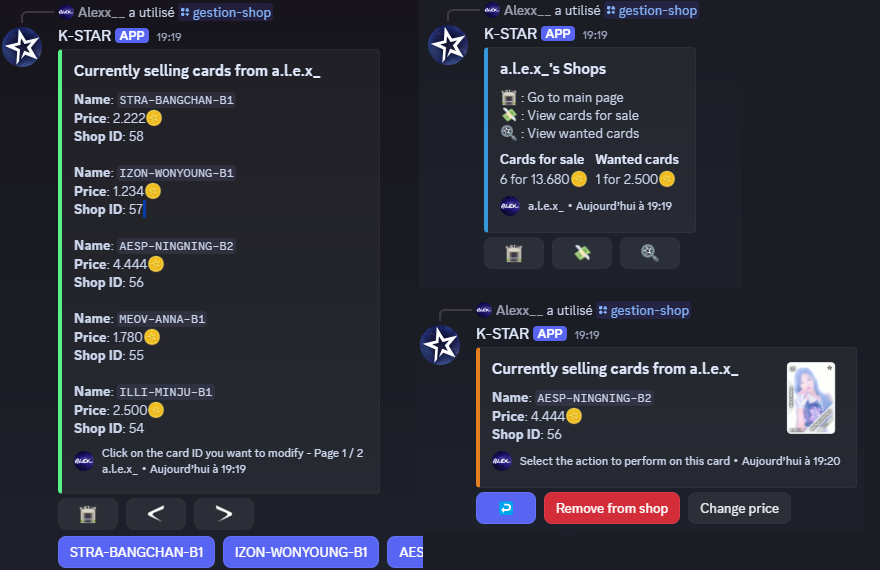 Alexx__ a utilisé gestion-shop
K-STAR APP 19:19
Currently selling cards from a.l.e.x_
Name: STRA-BANGCHAN-B1
Price: 2.222
Shop ID: 58
Name: IZON-WONYOUNG-B1
Price: 1.234
Shop ID: 57
Name: AESP-NINGNING-B2
Price: 4.444
Shop ID: 56
Name: MEOV-ANNA-B1
Price: 1.780
Shop ID: 55
Name: ILLI-MINJU-B1
Price: 2.500
Shop ID: 54
Click on the card ID you want to modify - Page 1 / 2
a.l.e.x_ • Aujourd'hui à 19:19
STRA-BANGCHAN-B1 IZON-WONYOUNG-B1 AES
Alexx__ a utilisé gestion-shop
K-STAR APP 19:19
a.l.e.x_'s Shops
: Go to main page
: View cards for sale
: View wanted cards
Cards for sale Wanted cards
6 for 13.680 1 for 2.500
a.l.e.x_ • Aujourd'hui à 19:19
Alexx__ a utilisé gestion-shop
K-STAR APP 19:19
Currently selling cards from a.l.e.x_
Name: AESP-NINGNING-B2
Price: 4.444
Shop ID: 56
Select the action to perform on this card • Aujourd'hui à 19:20
Remove from shop Change price